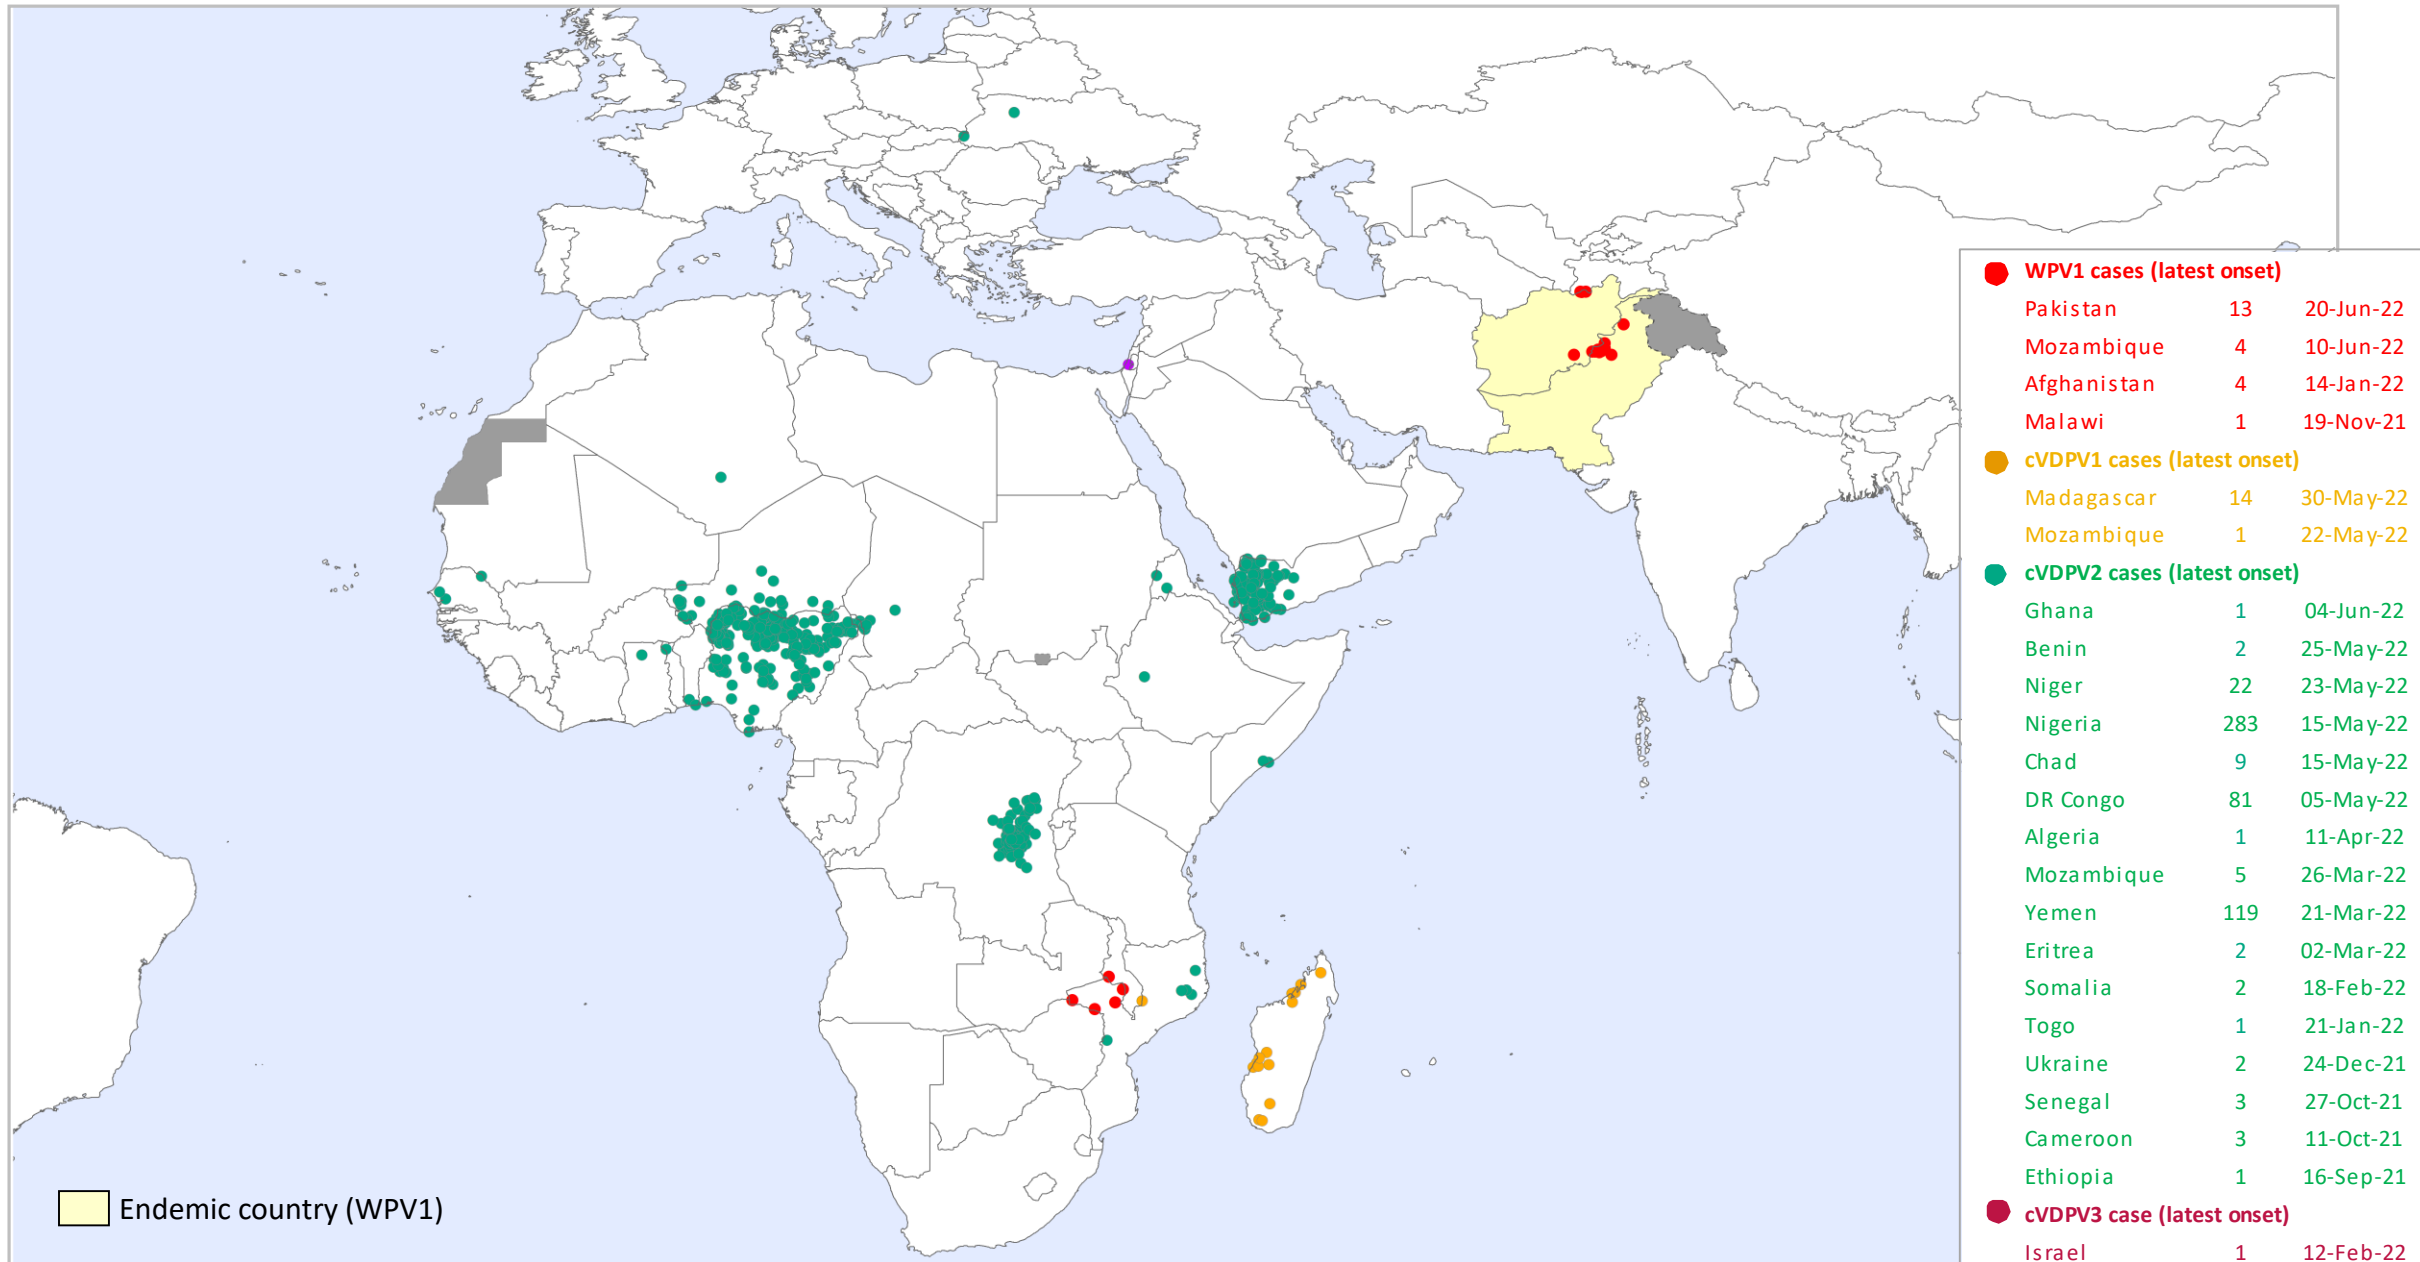 WPV1 cases (latest onset)
Pakistan 13 20-Jun-22
Mozambique 4 10-Jun-22
Afghanistan 4 14-Jan-22
Malawi 1 19-Nov-21
cVDPV1 cases (latest onset)
Madagascar 14 30-May-22
Mozambique 1 22-May-22
cVDPV2 cases (latest onset)
Ghana 1 04-Jun-22
Benin 2 25-May-22
Niger 22 23-May-22
Nigeria 283 15-May-22
Chad 9 15-May-22
DR Congo 81 05-May-22
Algeria 1 11-Apr-22
Mozambique 5 26-Mar-22
Yemen 119 21-Mar-22
Eritrea 2 02-Mar-22
Somalia 2 18-Feb-22
Togo 1 21-Jan-22
Ukraine 2 24-Dec-21
Senegal 3 27-Oct-21
Cameroon 3 11-Oct-21
Ethiopia 1 16-Sep-21
cVDPV3 case (latest onset)
Israel 1 12-Feb-22
Endemic country (WPV1)